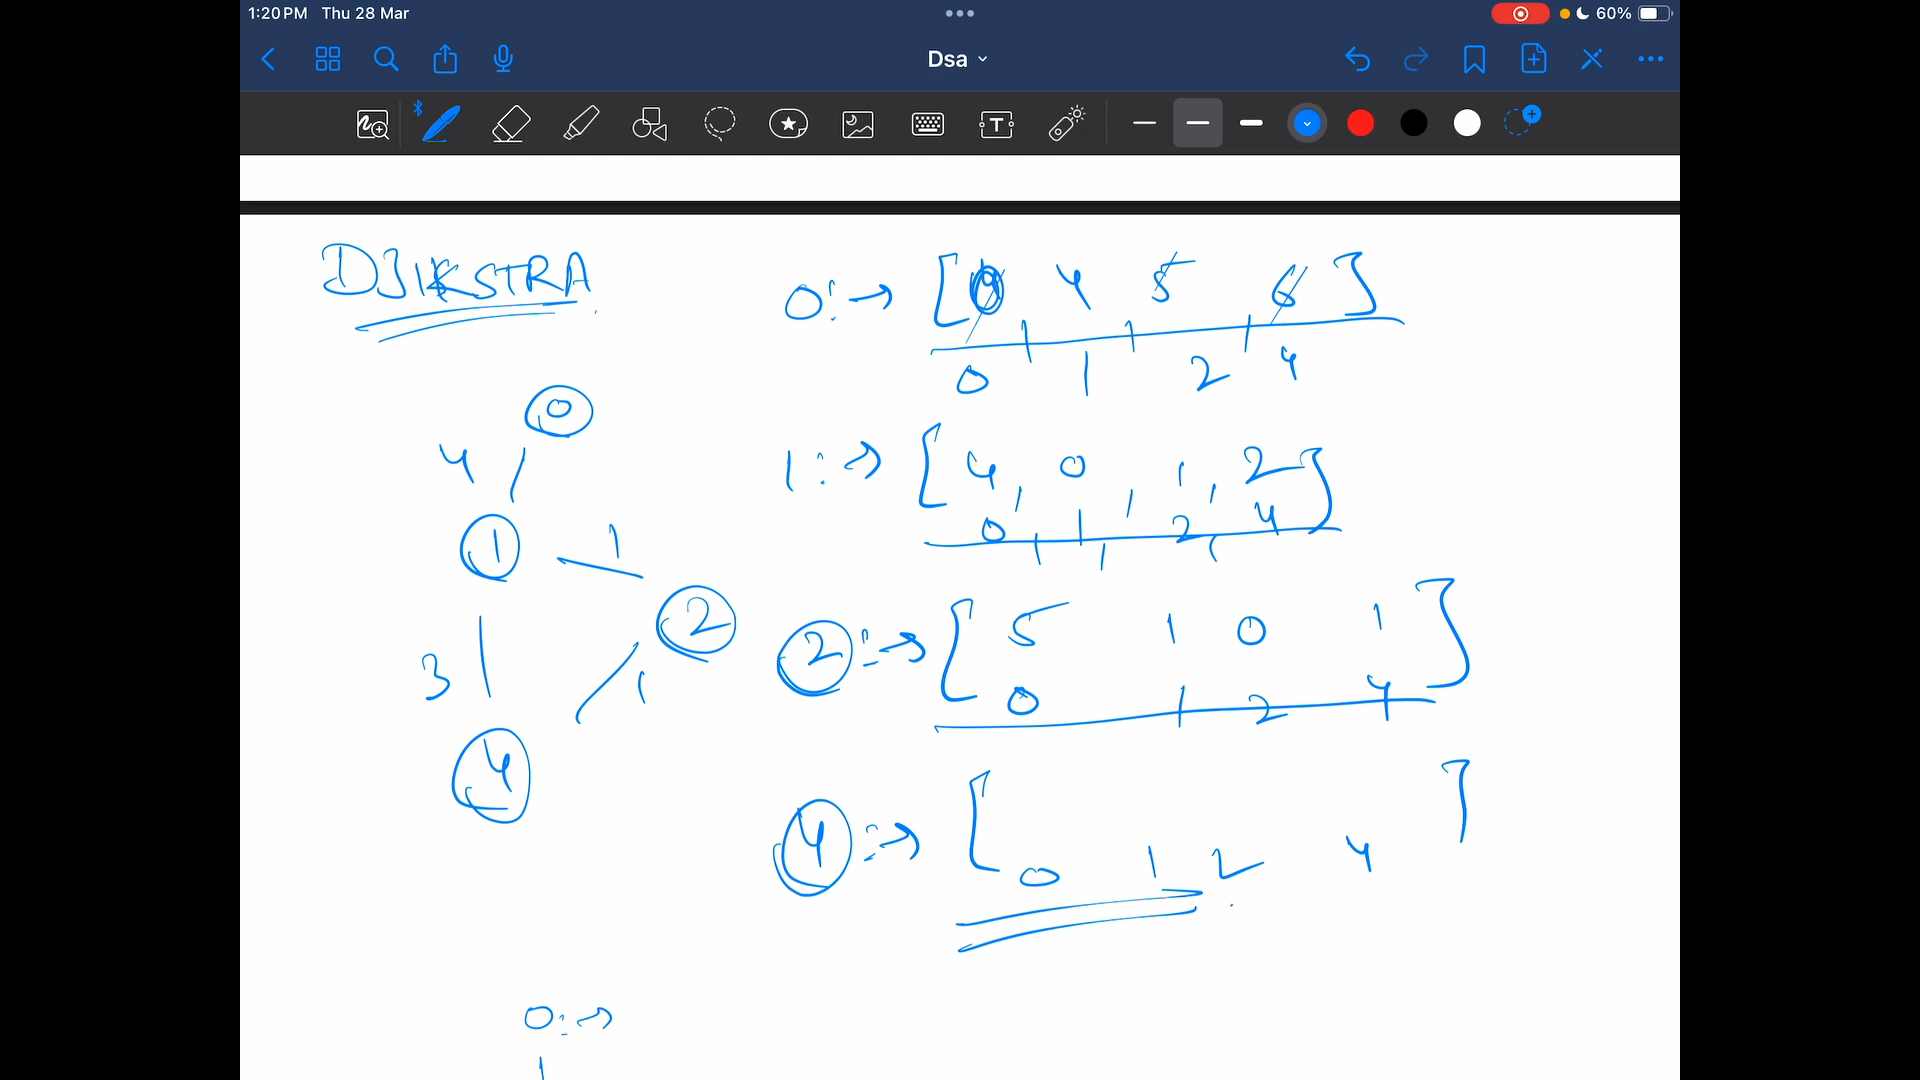 1:20 PM Thu 28 Mar
60%
Dsa
T
DJIKSTRA
0: → [0 4 5 6]
0 1 2 4
1: → [4, 0, 1, 2]
0 1 2 4
2: → [5 1 0 1]
0 1 2 4
4: → [ ]
0 1 2 4
0
4
1
1
2
3
1
4
0: →
1